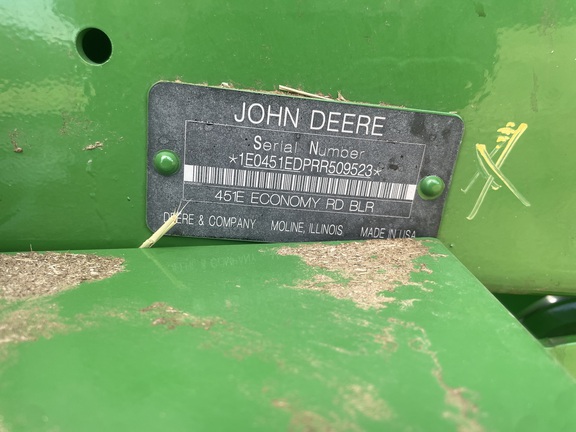 JOHN DEERE
Serial Number
*1E0451EDPRR509523*
451E ECONOMY RD BLR
DEERE & COMPANY MOLINE, ILLINOIS MADE IN USA